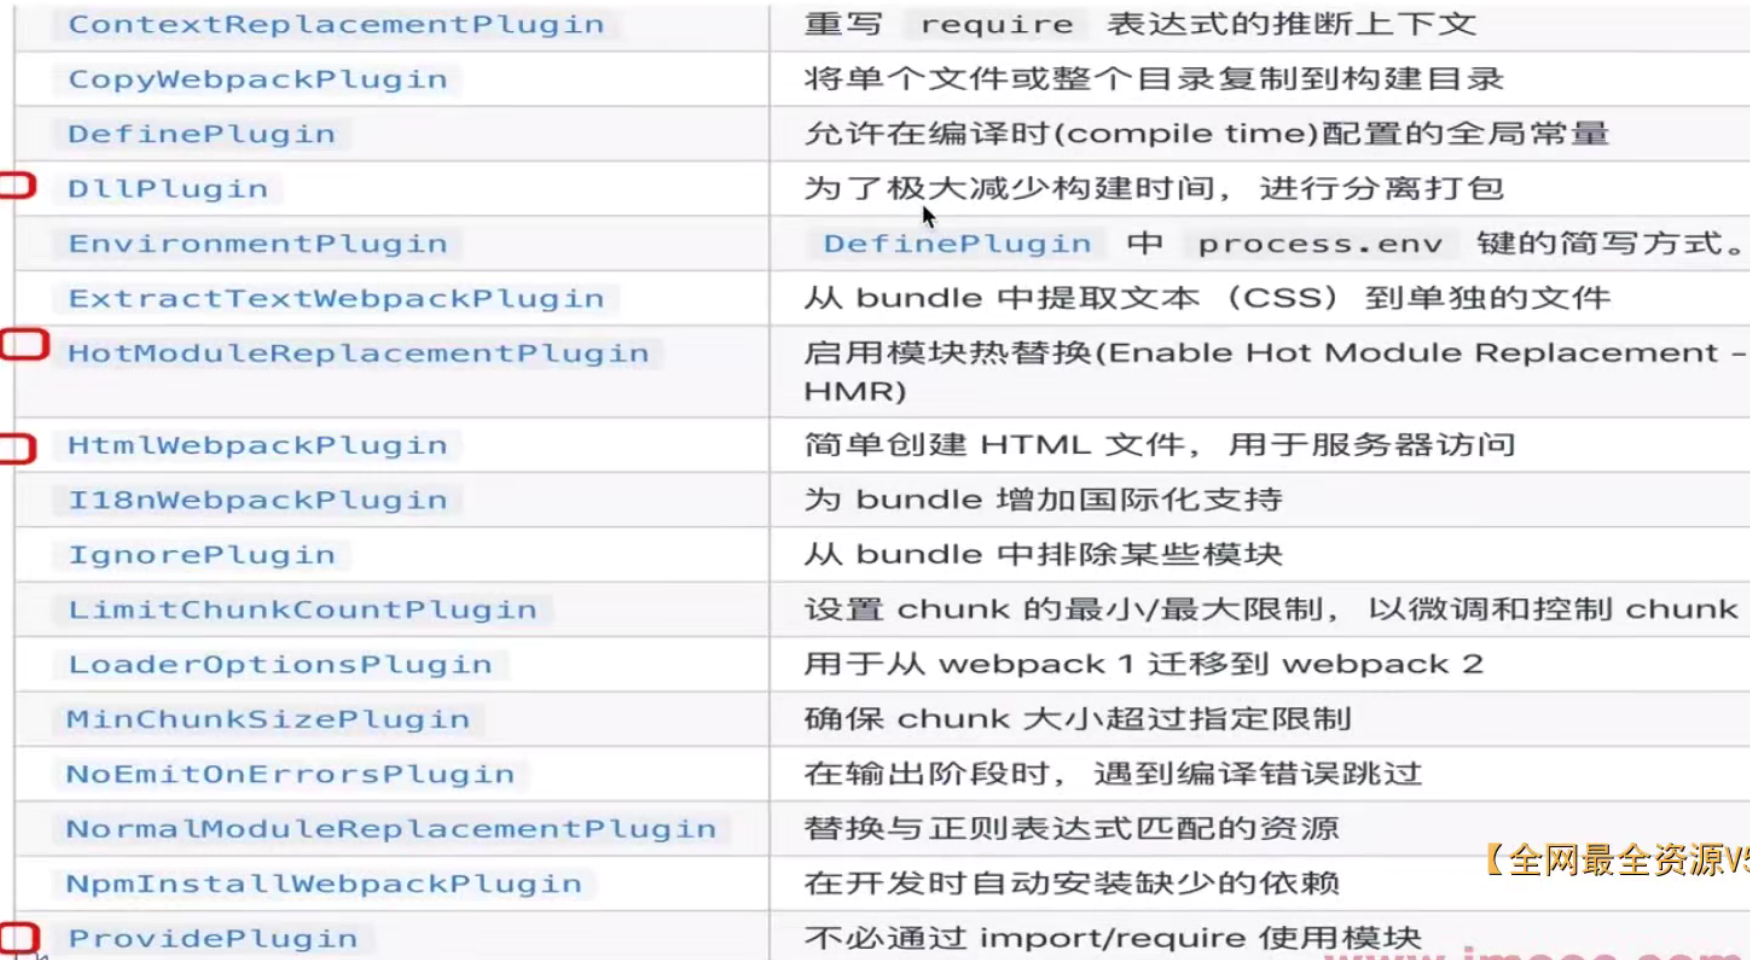 ContextReplacementPlugin 重写 require 表达式的推断上下文
CopyWebpackPlugin 将单个文件或整个目录复制到构建目录
DefinePlugin 允许在编译时(compile time)配置的全局常量
DllPlugin 为了极大减少构建时间，进行分离打包
EnvironmentPlugin DefinePlugin 中 process.env 键的简写方式。
ExtractTextWebpackPlugin 从 bundle 中提取文本（CSS）到单独的文件
HotModuleReplacementPlugin 启用模块热替换(Enable Hot Module Replacement -
HMR)
HtmlWebpackPlugin 简单创建 HTML 文件，用于服务器访问
I18nWebpackPlugin 为 bundle 增加国际化支持
IgnorePlugin 从 bundle 中排除某些模块
LimitChunkCountPlugin 设置 chunk 的最小/最大限制，以微调和控制 chunk
LoaderOptionsPlugin 用于从 webpack 1 迁移到 webpack 2
MinChunkSizePlugin 确保 chunk 大小超过指定限制
NoEmitOnErrorsPlugin 在输出阶段时，遇到编译错误跳过
NormalModuleReplacementPlugin 替换与正则表达式匹配的资源
【全网最全资源V5
NpmInstallWebpackPlugin 在开发时自动安装缺少的依赖
ProvidePlugin 不必通过 import/require 使用模块